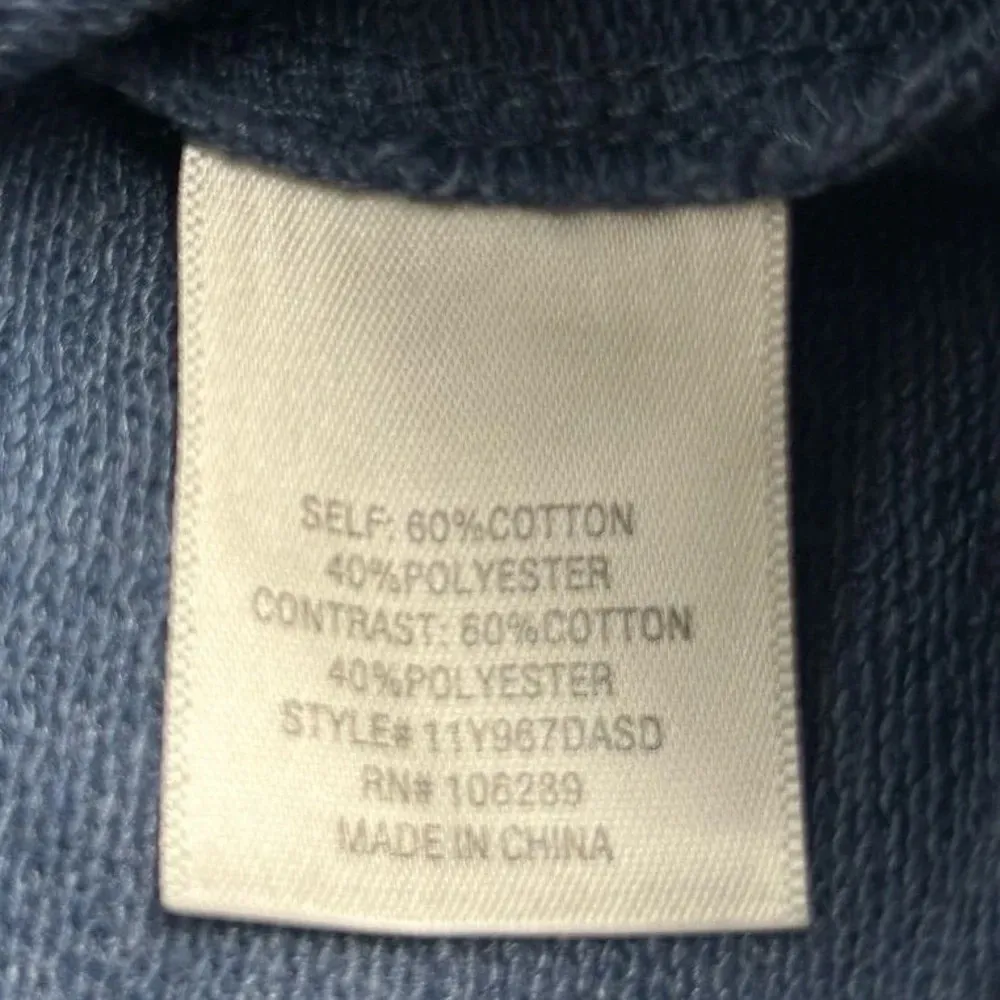 SELF: 60%COTTON
40%POLYESTER
CONTRAST: 60%COTTON
40%POLYESTER
STYLE# 11Y967DASD
RN# 106289
MADE IN CHINA